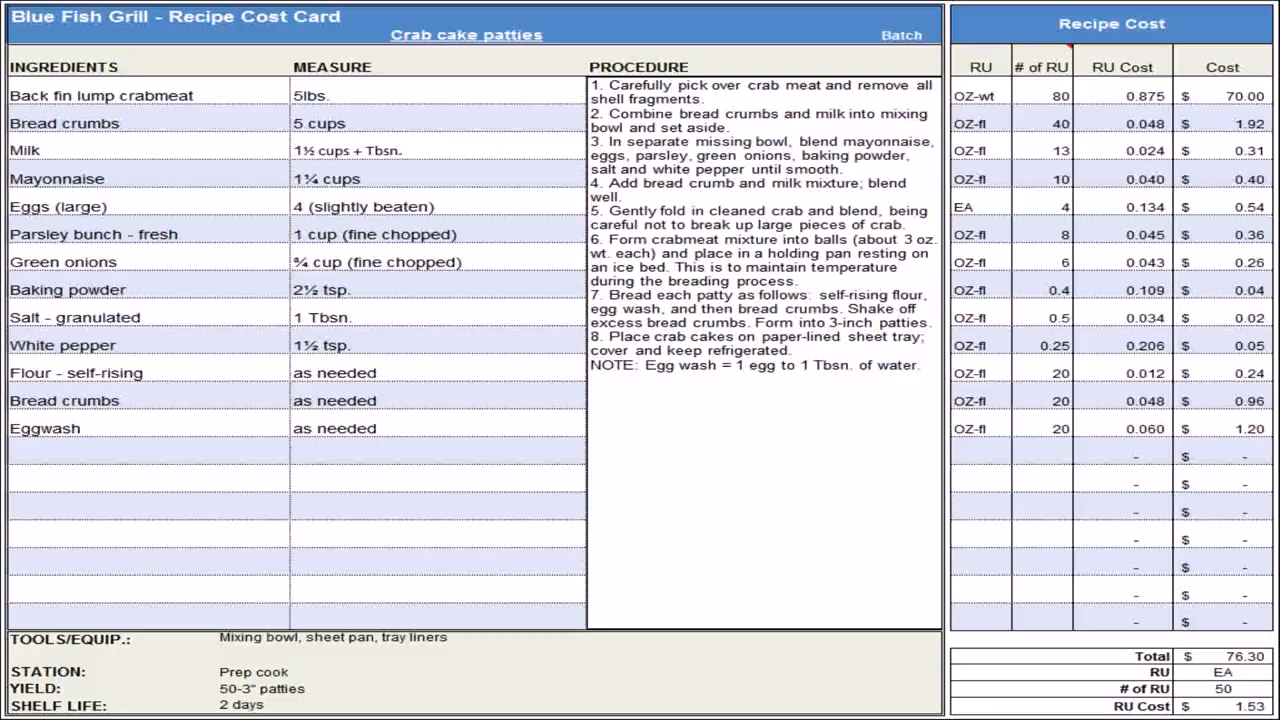 Blue Fish Grill - Recipe Cost Card
Crab cake patties
Batch
Recipe Cost
INGREDIENTS MEASURE PROCEDURE
RU # of RU RU Cost Cost
Back fin lump crabmeat 5lbs. OZ-wt 80 0.875 $ 70.00
Bread crumbs 5 cups OZ-fl 40 0.048 $ 1.92
Milk 1½ cups + Tbsn. OZ-fl 13 0.024 $ 0.31
Mayonnaise 1¼ cups OZ-fl 10 0.040 $ 0.40
Eggs (large) 4 (slightly beaten) EA 4 0.134 $ 0.54
Parsley bunch - fresh 1 cup (fine chopped) OZ-fl 8 0.045 $ 0.36
Green onions ¾ cup (fine chopped) OZ-fl 6 0.043 $ 0.26
Baking powder 2½ tsp. OZ-fl 0.4 0.109 $ 0.04
Salt - granulated 1 Tbsn. OZ-fl 0.5 0.034 $ 0.02
White pepper 1½ tsp. OZ-fl 0.25 0.206 $ 0.05
Flour - self-rising as needed OZ-fl 20 0.012 $ 0.24
Bread crumbs as needed OZ-fl 20 0.048 $ 0.96
Eggwash as needed OZ-fl 20 0.060 $ 1.20
- $ -
- $ -
- $ -
- $ -
- $ -
- $ -
- $ -
1. Carefully pick over crab meat and remove all
shell fragments.
2. Combine bread crumbs and milk into mixing
bowl and set aside.
3. In separate missing bowl, blend mayonnaise,
eggs, parsley, green onions, baking powder,
salt and white pepper until smooth.
4. Add bread crumb and milk mixture; blend
well.
5. Gently fold in cleaned crab and blend, being
careful not to break up large pieces of crab.
6. Form crabmeat mixture into balls (about 3 oz.
wt. each) and place in a holding pan resting on
an ice bed. This is to maintain temperature
during the breading process.
7. Bread each patty as follows: self-rising flour,
egg wash, and then bread crumbs. Shake off
excess bread crumbs. Form into 3-inch patties.
8. Place crab cakes on paper-lined sheet tray;
cover and keep refrigerated.
NOTE: Egg wash = 1 egg to 1 Tbsn. of water.
TOOLS/EQUIP.: Mixing bowl, sheet pan, tray liners
STATION: Prep cook
YIELD: 50-3" patties
SHELF LIFE: 2 days
Total $ 76.30
RU EA
# of RU 50
RU Cost $ 1.53